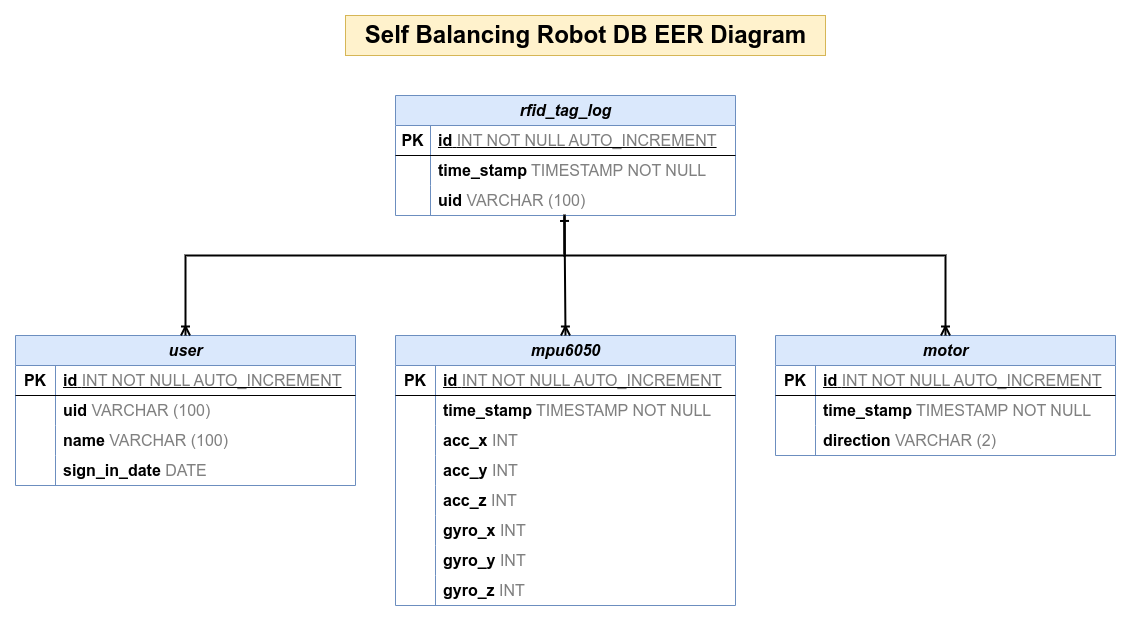 Self Balancing Robot DB EER Diagram
rfid_tag_log
PK id INT NOT NULL AUTO_INCREMENT
time_stamp TIMESTAMP NOT NULL
uid VARCHAR (100)
user
PK id INT NOT NULL AUTO_INCREMENT
uid VARCHAR (100)
name VARCHAR (100)
sign_in_date DATE
mpu6050
PK id INT NOT NULL AUTO_INCREMENT
time_stamp TIMESTAMP NOT NULL
acc_x INT
acc_y INT
acc_z INT
gyro_x INT
gyro_y INT
gyro_z INT
motor
PK id INT NOT NULL AUTO_INCREMENT
time_stamp TIMESTAMP NOT NULL
direction VARCHAR (2)